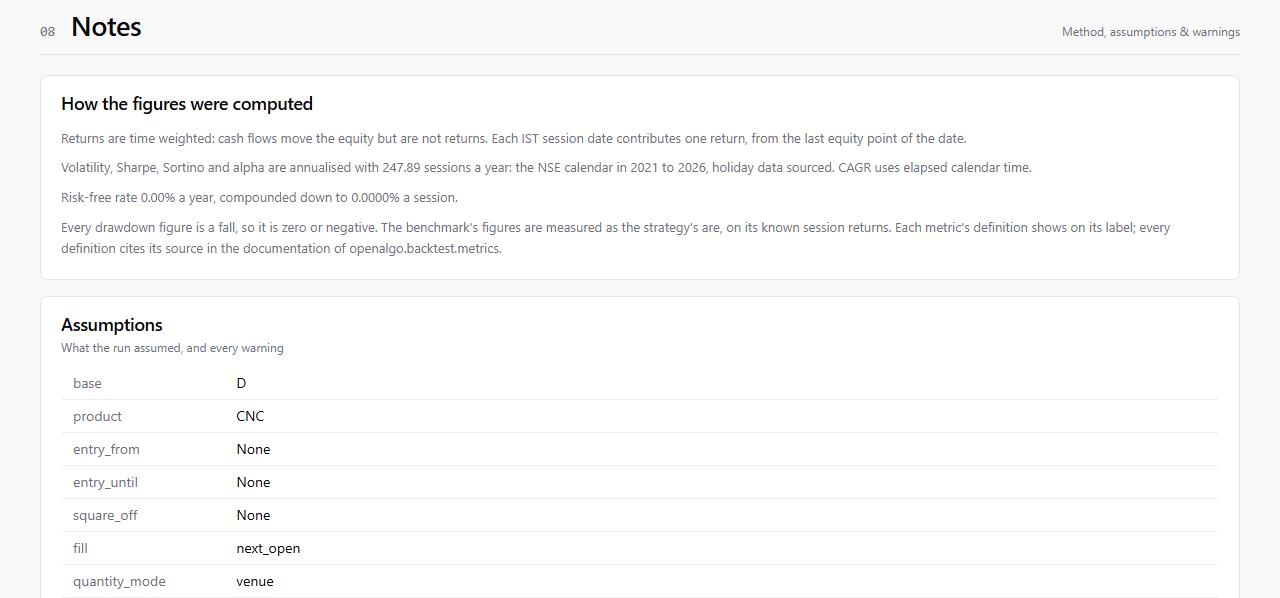 08 Notes
Method, assumptions & warnings
How the figures were computed
Returns are time weighted: cash flows move the equity but are not returns. Each IST session date contributes one return, from the last equity point of the date.
Volatility, Sharpe, Sortino and alpha are annualised with 247.89 sessions a year: the NSE calendar in 2021 to 2026, holiday data sourced. CAGR uses elapsed calendar time.
Risk-free rate 0.00% a year, compounded down to 0.0000% a session.
Every drawdown figure is a fall, so it is zero or negative. The benchmark's figures are measured as the strategy's are, on its known session returns. Each metric's definition shows on its label; every
definition cites its source in the documentation of openalgo.backtest.metrics.
Assumptions
What the run assumed, and every warning
base D
product CNC
entry_from None
entry_until None
square_off None
fill next_open
quantity_mode venue